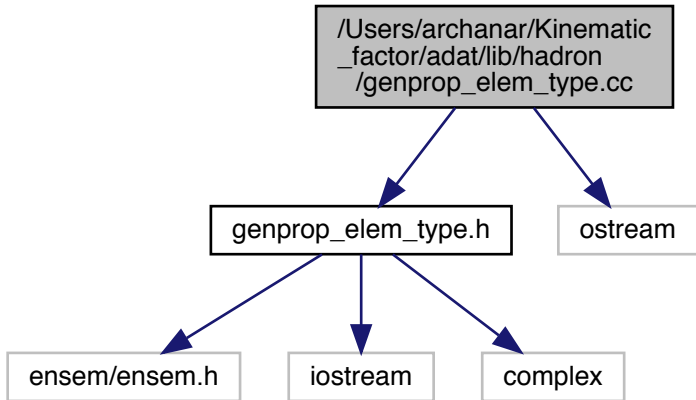 /Users/archanar/Kinematic
_factor/adat/lib/hadron
/genprop_elem_type.cc
genprop_elem_type.h
ostream
ensem/ensem.h
iostream
complex